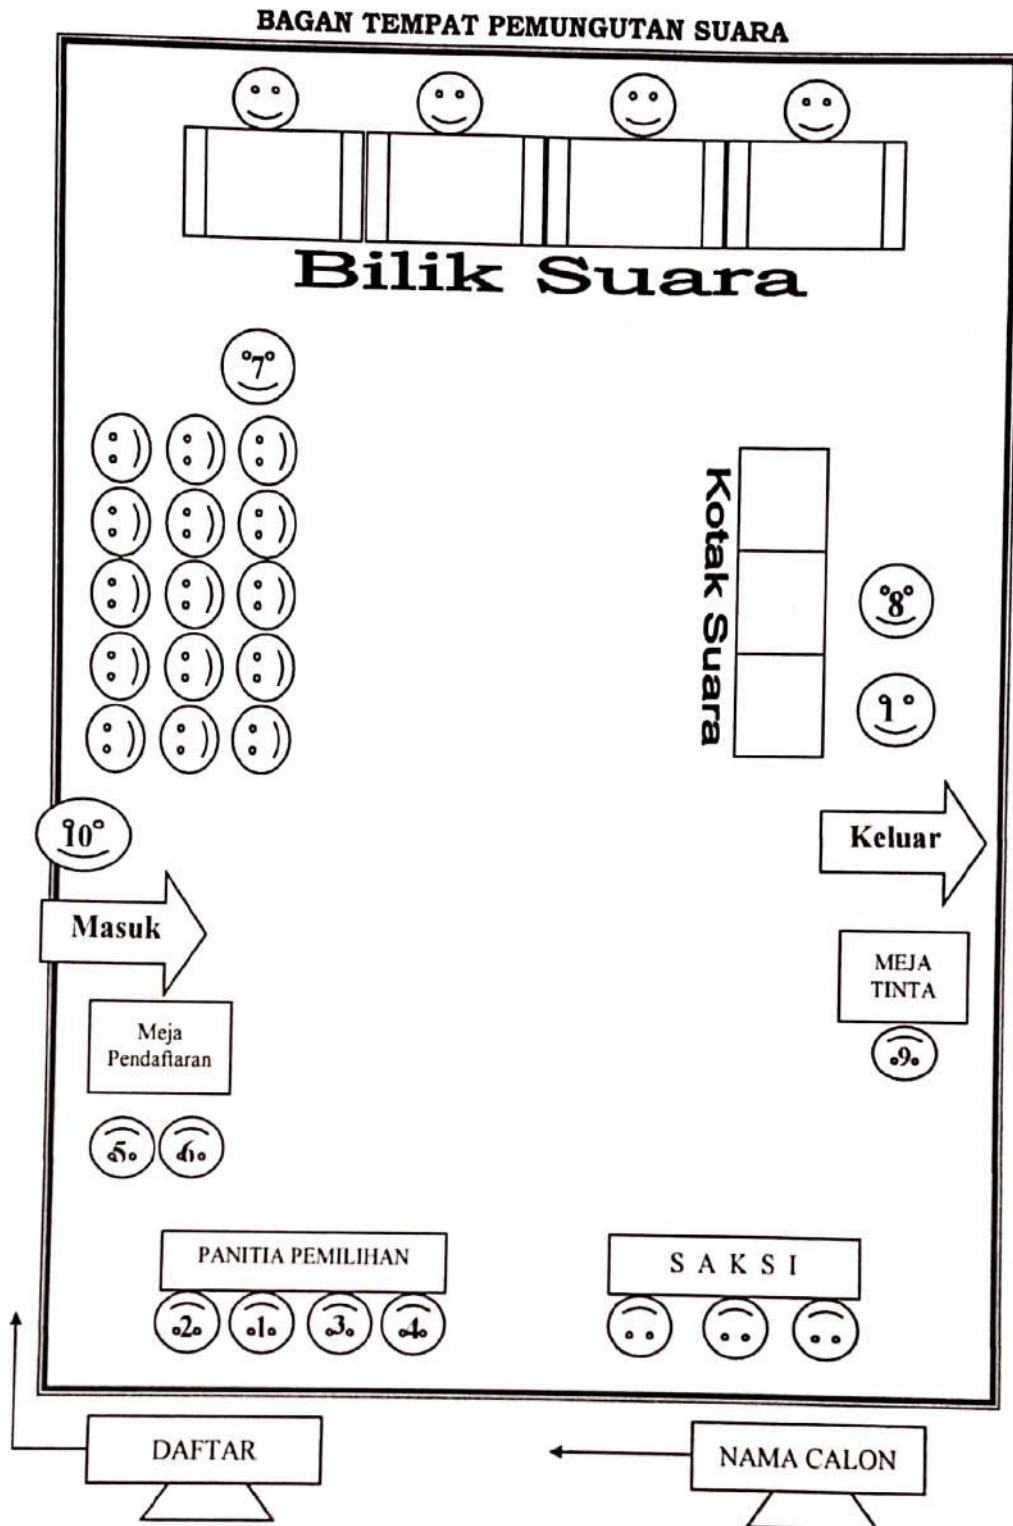 BAGAN TEMPAT PEMUNGUTAN SUARA
Bilik Suara
7
Kotak Suara
8
1
10
Keluar
Masuk
MEJA
TINTA
9
Meja
Pendaftaran
5 6
PANITIA PEMILIHAN
S A K S I
2 1 3 4
DAFTAR
NAMA CALON